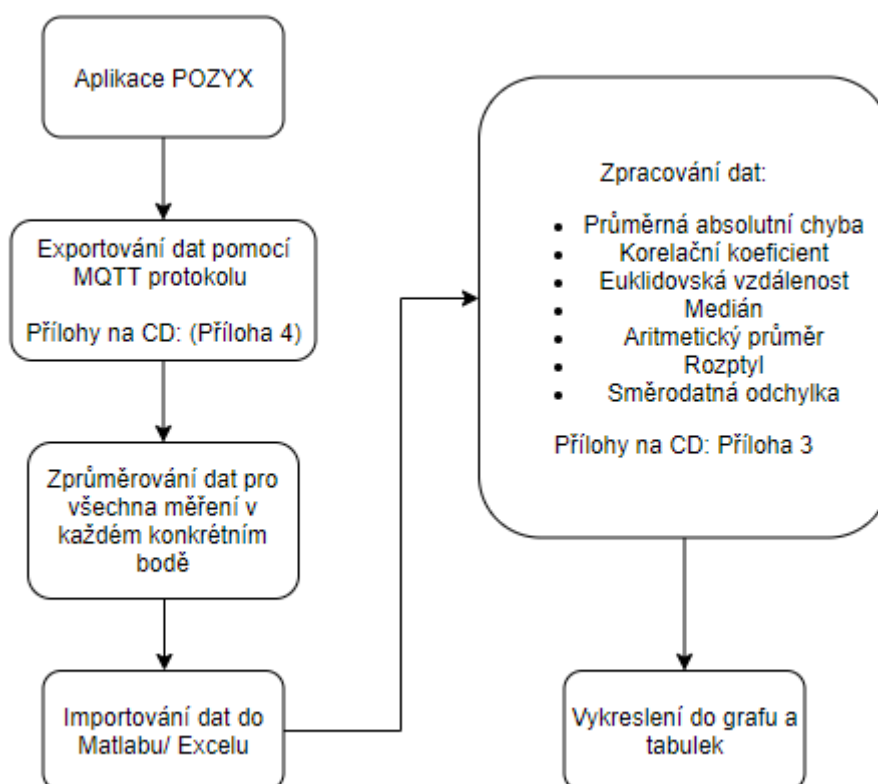 Aplikace POZYX
Exportování dat pomocí
MQTT protokolu
Přílohy na CD: (Příloha 4)
Zprůměrování dat pro
všechna měření v
každém konkrétním
bodě
Importování dat do
Matlabu/ Excelu
Zpracování dat:
• Průměrná absolutní chyba
• Korelační koeficient
• Euklidovská vzdálenost
• Medián
• Aritmetický průměr
• Rozptyl
• Směrodatná odchylka
Přílohy na CD: Příloha 3
Vykreslení do grafu a
tabulek